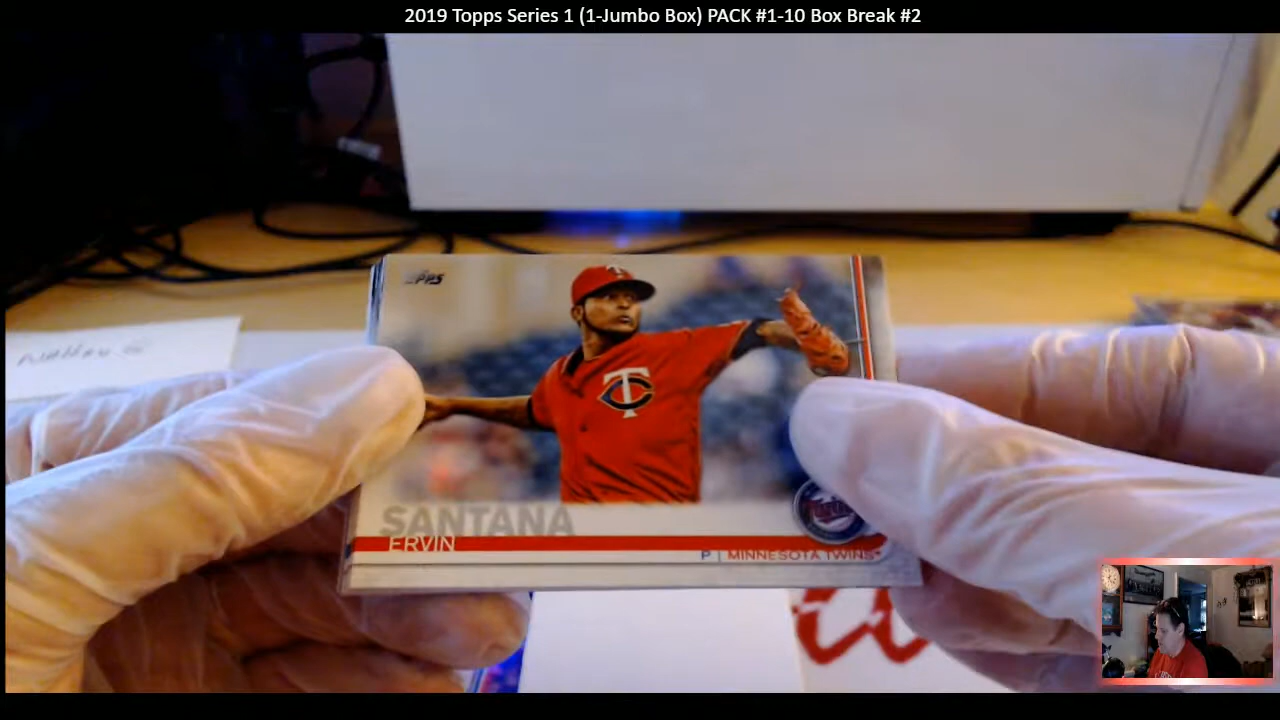 2019 Topps Series 1 (1-Jumbo Box) PACK #1-10 Box Break #2
SANTANA
ERVIN
P | MINNESOTA TWINS